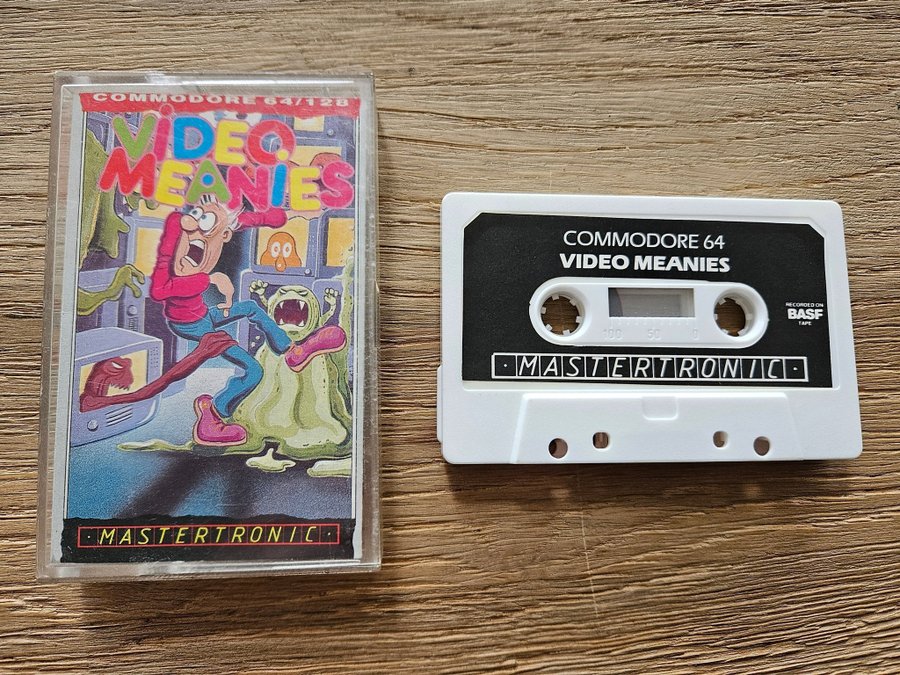 COMMODORE 64/128
ViDEO
MEANiES
·MASTERTRONIC·
COMMODORE 64
VIDEO MEANIES
RECORDED ON
BASF
TAPE
100 50 0
·MASTERTRONIC·